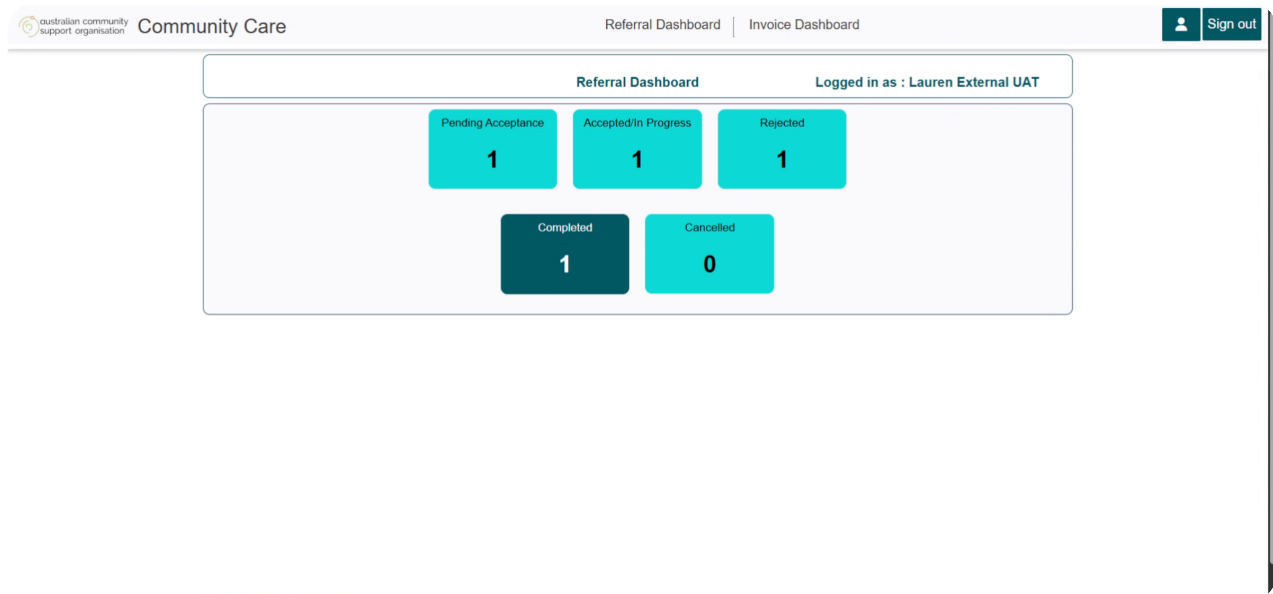 australian community
support organisation
Community Care
Referral Dashboard
Invoice Dashboard
Sign out
Referral Dashboard
Logged in as : Lauren External UAT
Pending Acceptance
1
Accepted/In Progress
1
Rejected
1
Completed
1
Cancelled
0